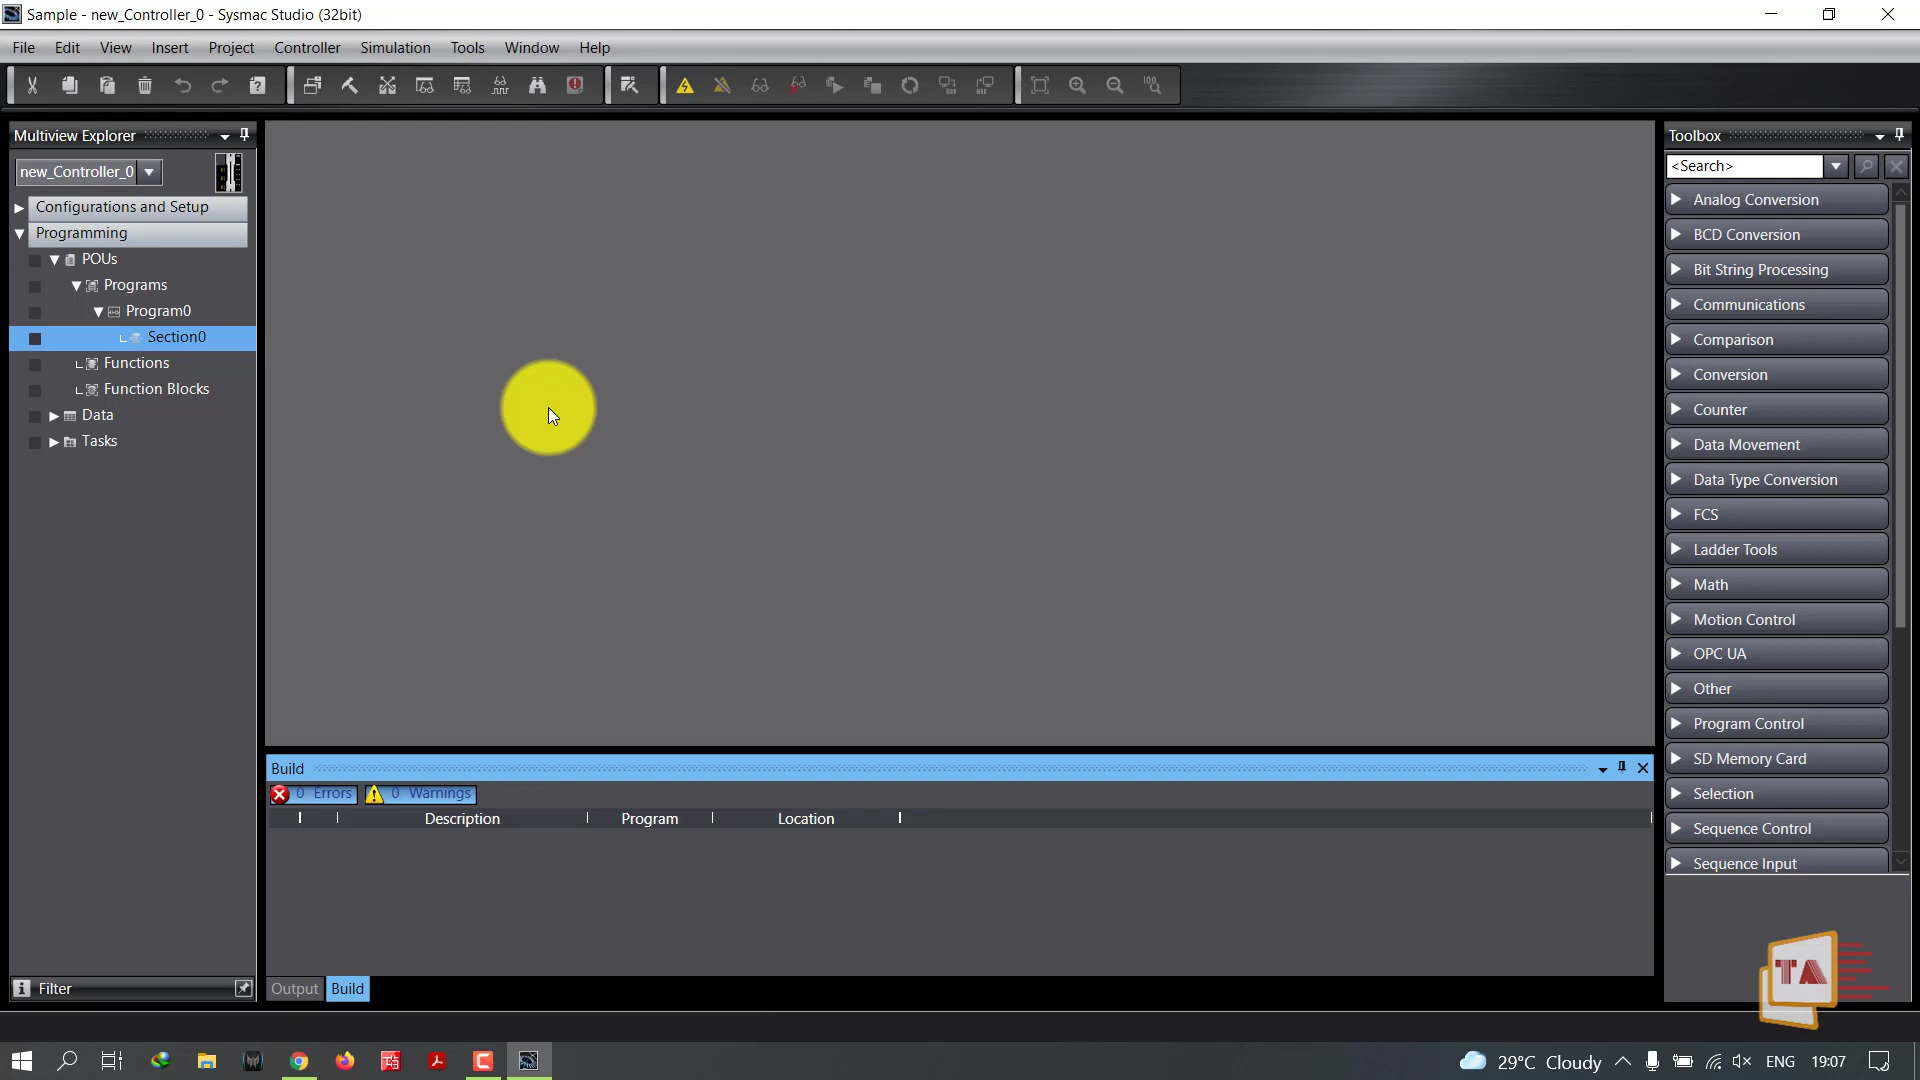 Sample - new_Controller_0 - Sysmac Studio (32bit)
File Edit View Insert Project Controller Simulation Tools Window Help
Multiview Explorer
new_Controller_0
Configurations and Setup
Programming
POUs
Programs
Program0
Section0
Functions
Function Blocks
Data
Tasks
Filter
Build
0 Errors 0 Warnings
Description Program Location
Output Build
Toolbox
<Search>
Analog Conversion
BCD Conversion
Bit String Processing
Communications
Comparison
Conversion
Counter
Data Movement
Data Type Conversion
FCS
Ladder Tools
Math
Motion Control
OPC UA
Other
Program Control
SD Memory Card
Selection
Sequence Control
Sequence Input
TA
29°C Cloudy ENG 19:07